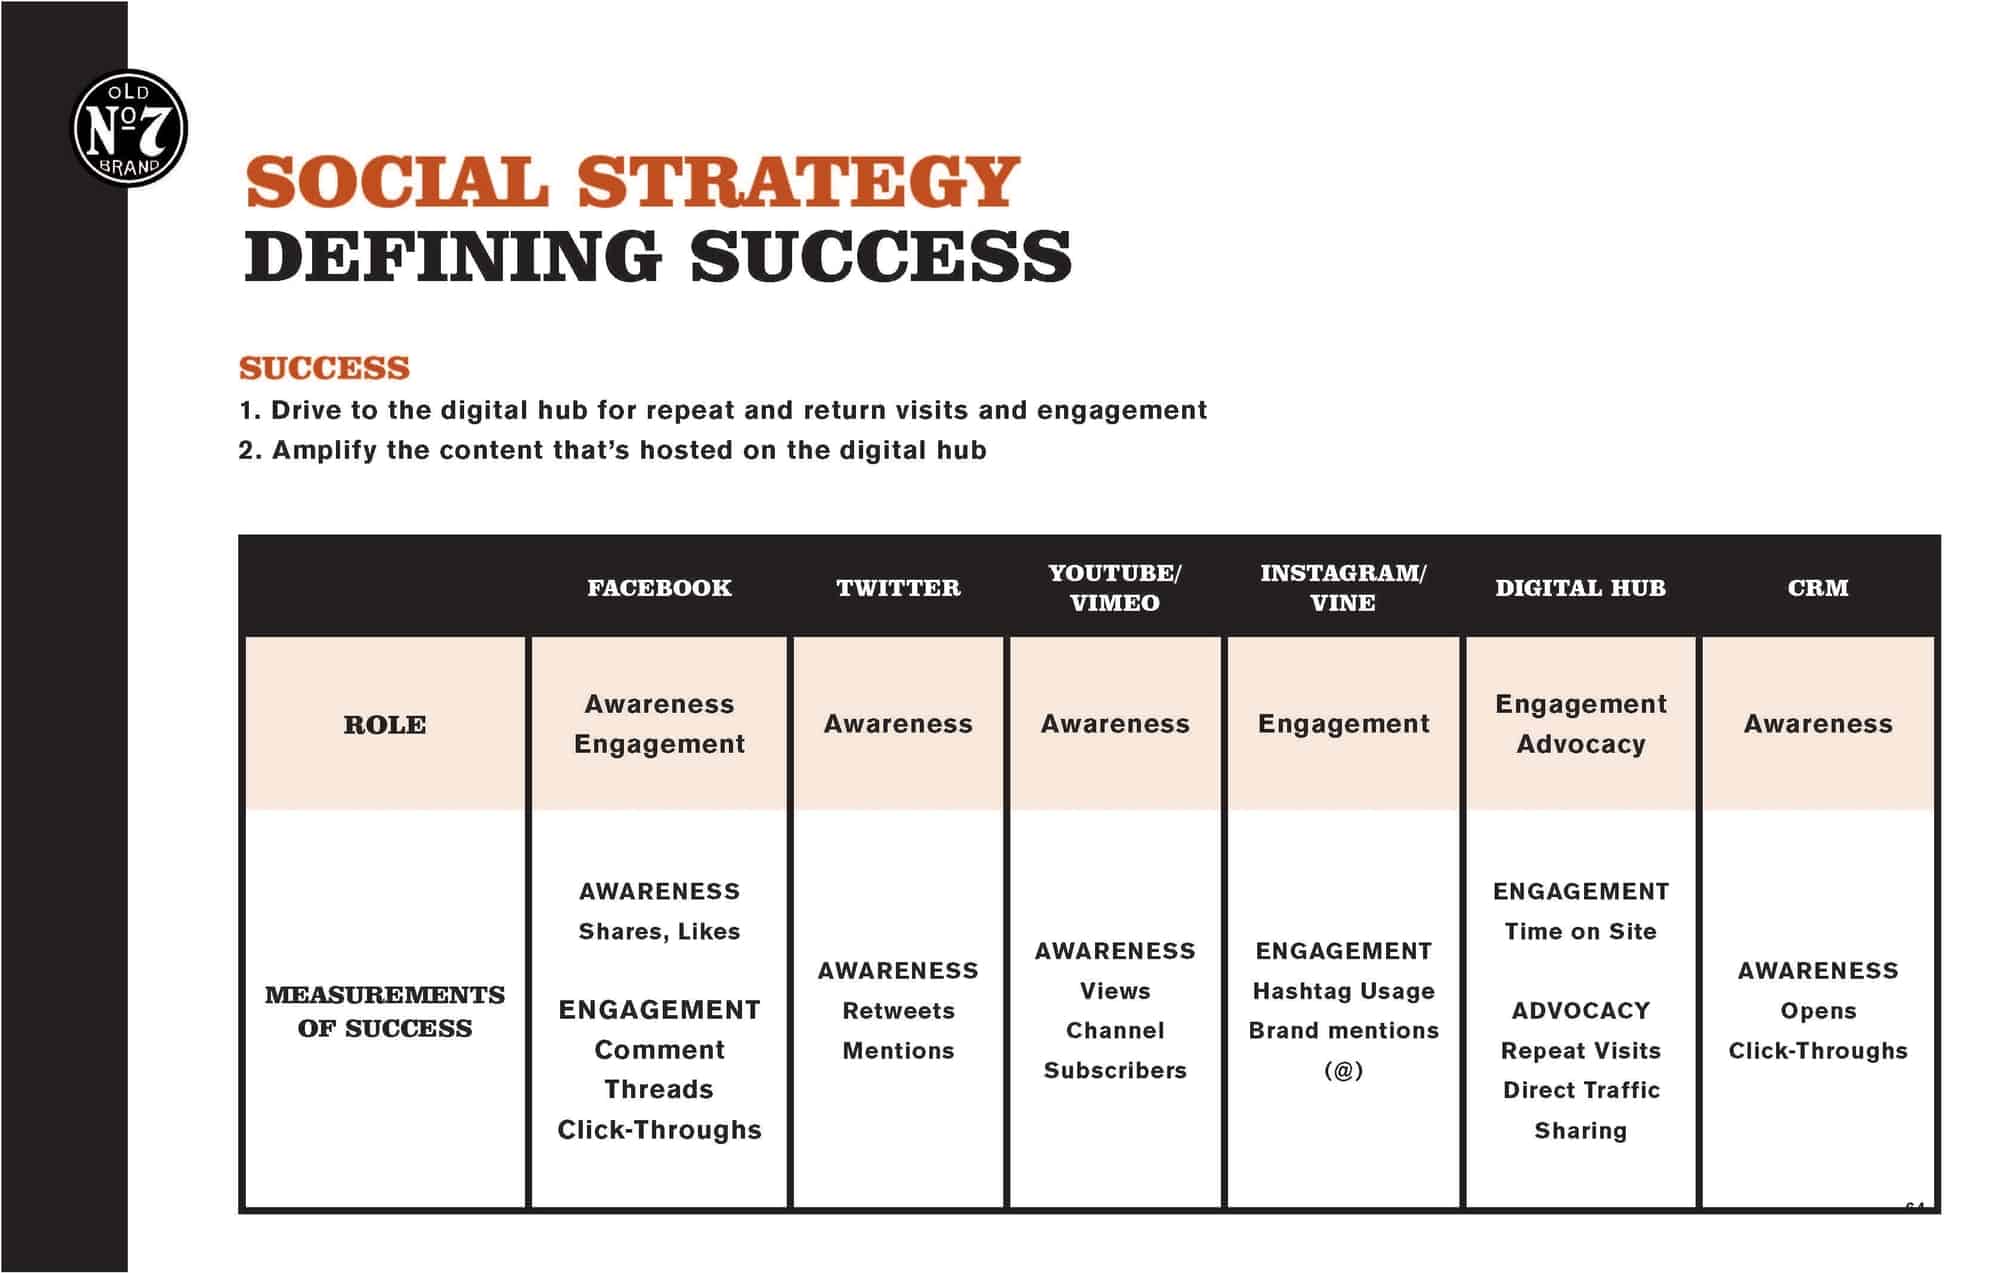 OLD
Nº7
BRAND
SOCIAL STRATEGY
DEFINING SUCCESS
SUCCESS
1. Drive to the digital hub for repeat and return visits and engagement
2. Amplify the content that’s hosted on the digital hub
FACEBOOK
TWITTER
YOUTUBE/
VIMEO
INSTAGRAM/
VINE
DIGITAL HUB
CRM
ROLE
Awareness
Engagement
Awareness
Awareness
Engagement
Engagement
Advocacy
Awareness
MEASUREMENTS
OF SUCCESS
AWARENESS
Shares, Likes
ENGAGEMENT
Comment
Threads
Click-Throughs
AWARENESS
Retweets
Mentions
AWARENESS
Views
Channel
Subscribers
ENGAGEMENT
Hashtag Usage
Brand mentions
(@)
ENGAGEMENT
Time on Site
ADVOCACY
Repeat Visits
Direct Traffic
Sharing
AWARENESS
Opens
Click-Throughs